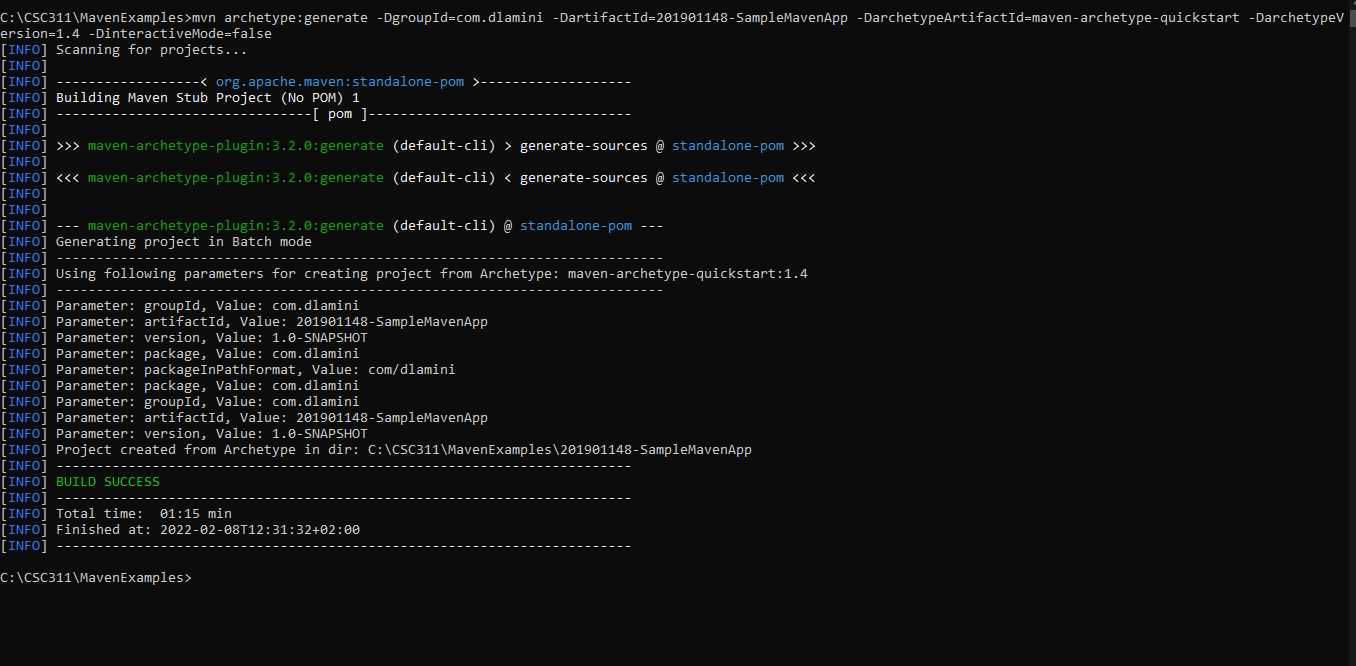 C:\CSC311\MavenExamples>mvn archetype:generate -DgroupId=com.dlamini -DartifactId=201901148-SampleMavenApp -DarchetypeArtifactId=maven-archetype-quickstart -DarchetypeV
ersion=1.4 -DinteractiveMode=false
[INFO] Scanning for projects...
[INFO]
[INFO] ------------------< org.apache.maven:standalone-pom >-------------------
[INFO] Building Maven Stub Project (No POM) 1
[INFO] --------------------------------[ pom ]---------------------------------
[INFO]
[INFO] >>> maven-archetype-plugin:3.2.0:generate (default-cli) > generate-sources @ standalone-pom >>>
[INFO]
[INFO] <<< maven-archetype-plugin:3.2.0:generate (default-cli) < generate-sources @ standalone-pom <<<
[INFO]
[INFO]
[INFO] --- maven-archetype-plugin:3.2.0:generate (default-cli) @ standalone-pom ---
[INFO] Generating project in Batch mode
[INFO] ----------------------------------------------------------------------------
[INFO] Using following parameters for creating project from Archetype: maven-archetype-quickstart:1.4
[INFO] ----------------------------------------------------------------------------
[INFO] Parameter: groupId, Value: com.dlamini
[INFO] Parameter: artifactId, Value: 201901148-SampleMavenApp
[INFO] Parameter: version, Value: 1.0-SNAPSHOT
[INFO] Parameter: package, Value: com.dlamini
[INFO] Parameter: packageInPathFormat, Value: com/dlamini
[INFO] Parameter: package, Value: com.dlamini
[INFO] Parameter: groupId, Value: com.dlamini
[INFO] Parameter: artifactId, Value: 201901148-SampleMavenApp
[INFO] Parameter: version, Value: 1.0-SNAPSHOT
[INFO] Project created from Archetype in dir: C:\CSC311\MavenExamples\201901148-SampleMavenApp
[INFO] ------------------------------------------------------------------------
[INFO] BUILD SUCCESS
[INFO] ------------------------------------------------------------------------
[INFO] Total time:  01:15 min
[INFO] Finished at: 2022-02-08T12:31:32+02:00
[INFO] ------------------------------------------------------------------------
C:\CSC311\MavenExamples>